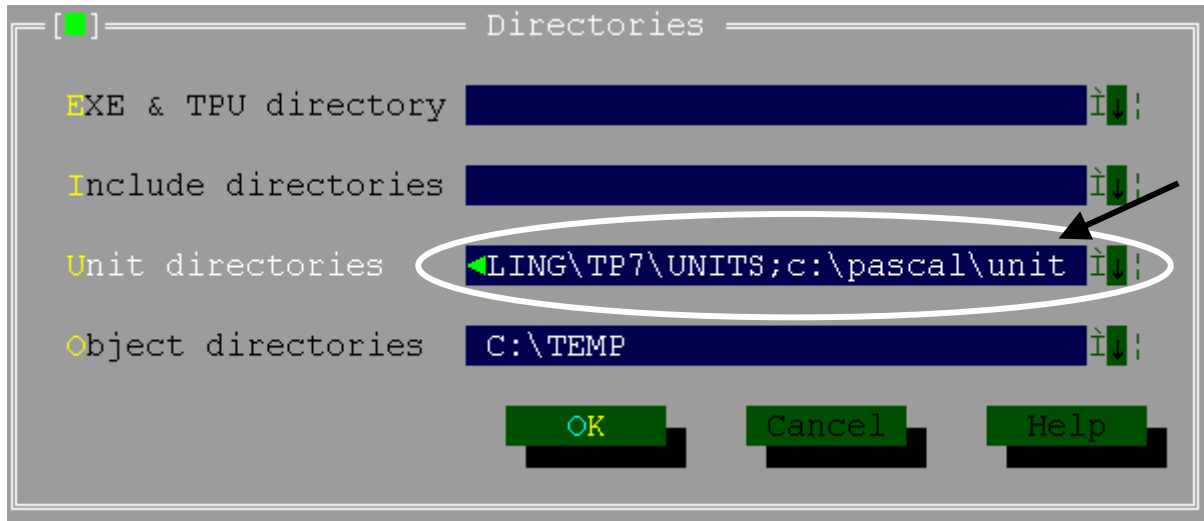 [■] Directories
EXE & TPU directory Ì↓¦
Include directories Ì↓¦
Unit directories ◄LING\TP7\UNITS;c:\pascal\unit Ì↓¦
Object directories C:\TEMP Ì↓¦
OK Cancel Help